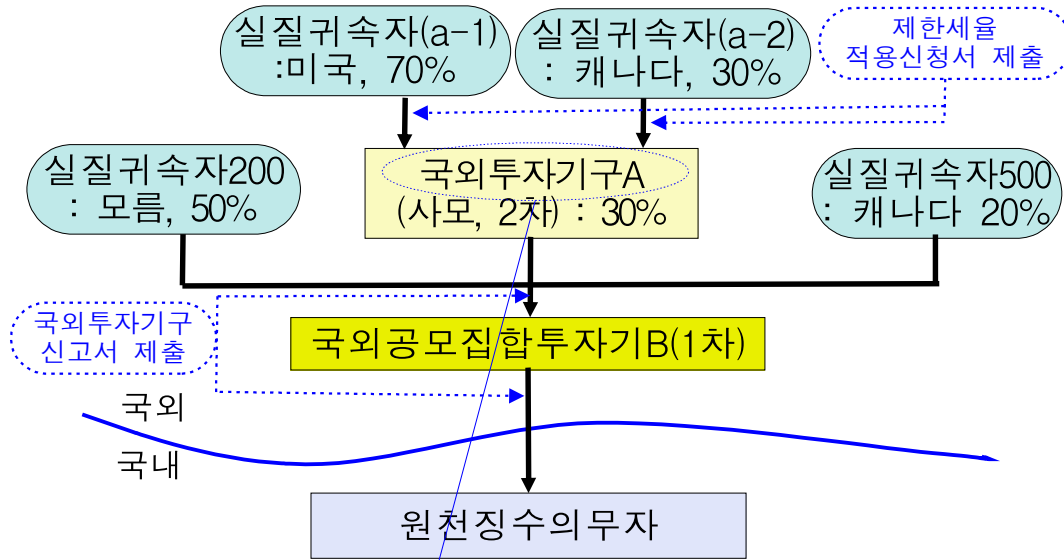 실질귀속자(a-1)
:미국, 70%
실질귀속자(a-2)
: 캐나다, 30%
제한세율
적용신청서 제출
실질귀속자200
: 모름, 50%
국외투자기구A
(사모, 2차) : 30%
실질귀속자500
: 캐나다 20%
국외투자기구
신고서 제출
국외공모집합투자기B(1차)
국외
국내
원천징수의무자